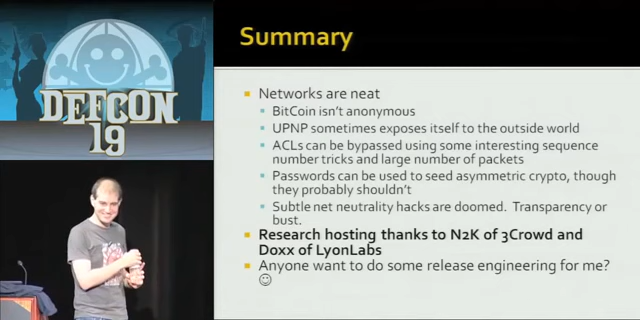 DEFCON
19
Summary
Networks are neat
BitCoin isn't anonymous
UPNP sometimes exposes itself to the outside world
ACLs can be bypassed using some interesting sequence
number tricks and large number of packets
Passwords can be used to seed asymmetric crypto, though
they probably shouldn't
Subtle net neutrality hacks are doomed. Transparency or
bust.
Research hosting thanks to N2K of 3Crowd and
Doxx of LyonLabs
Anyone want to do some release engineering for me?
☺